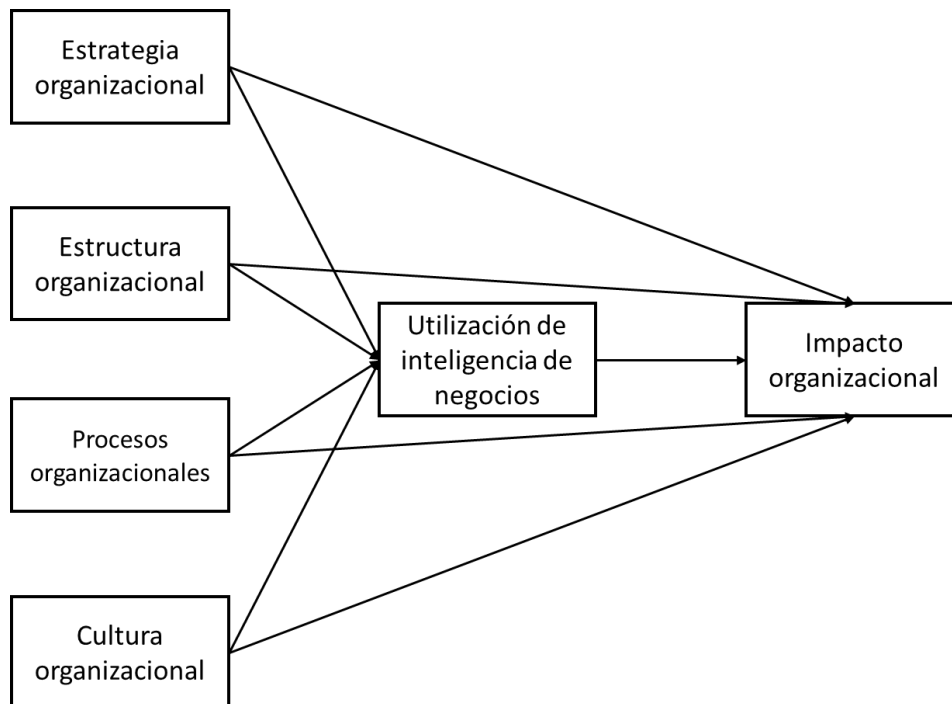 Estrategia
organizacional
Estructura
organizacional
Utilización de
inteligencia de
negocios
Impacto
organizacional
Procesos
organizacionales
Cultura
organizacional